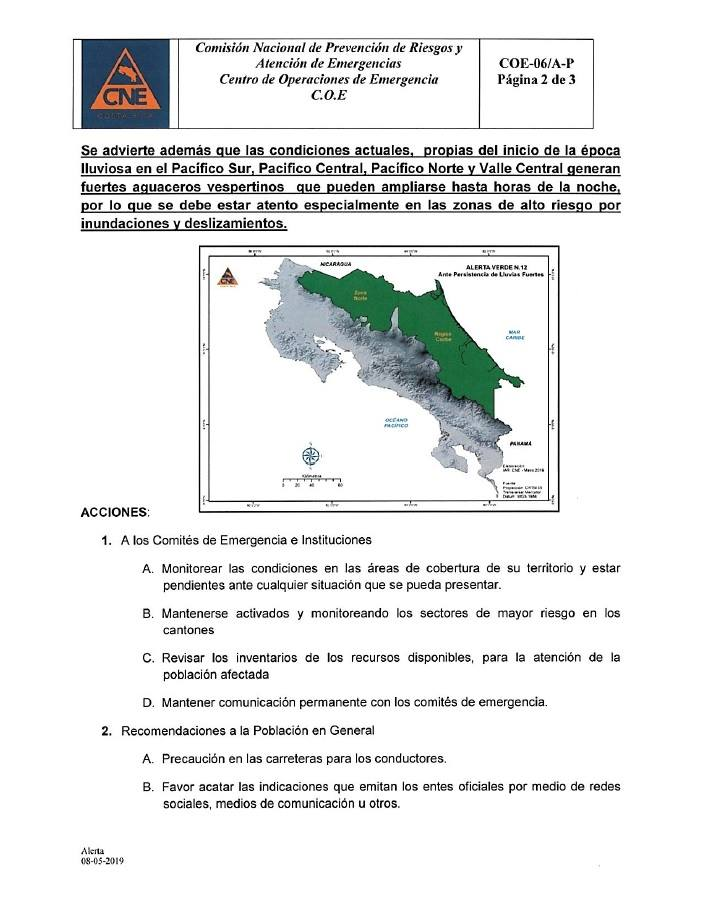 Comisión Nacional de Prevención de Riesgos y
Atención de Emergencias
Centro de Operaciones de Emergencia
C.O.E
COE-06/A-P
Página 2 de 3
CNE
COSTA RICA
Se advierte además que las condiciones actuales, propias del inicio de la época
lluviosa en el Pacífico Sur, Pacifico Central, Pacífico Norte y Valle Central generan
fuertes aguaceros vespertinos que pueden ampliarse hasta horas de la noche,
por lo que se debe estar atento especialmente en las zonas de alto riesgo por
inundaciones y deslizamientos.
NICARAGUA
ALERTA VERDE N.12
Ante Persistencia de Lluvias Fuertes
CNE
Zona
Norte
Region
Caribe
MAR
CARIBE
OCÉANO
PACÍFICO
PANAMÁ
Kilómetros
0 20 40 80
ACCIONES:
1. A los Comités de Emergencia e Instituciones
A. Monitorear las condiciones en las áreas de cobertura de su territorio y estar
pendientes ante cualquier situación que se pueda presentar.
B. Mantenerse activados y monitoreando los sectores de mayor riesgo en los
cantones
C. Revisar los inventarios de los recursos disponibles, para la atención de la
población afectada
D. Mantener comunicación permanente con los comités de emergencia.
2. Recomendaciones a la Población en General
A. Precaución en las carreteras para los conductores.
B. Favor acatar las indicaciones que emitan los entes oficiales por medio de redes
sociales, medios de comunicación u otros.
Alerta
08-05-2019